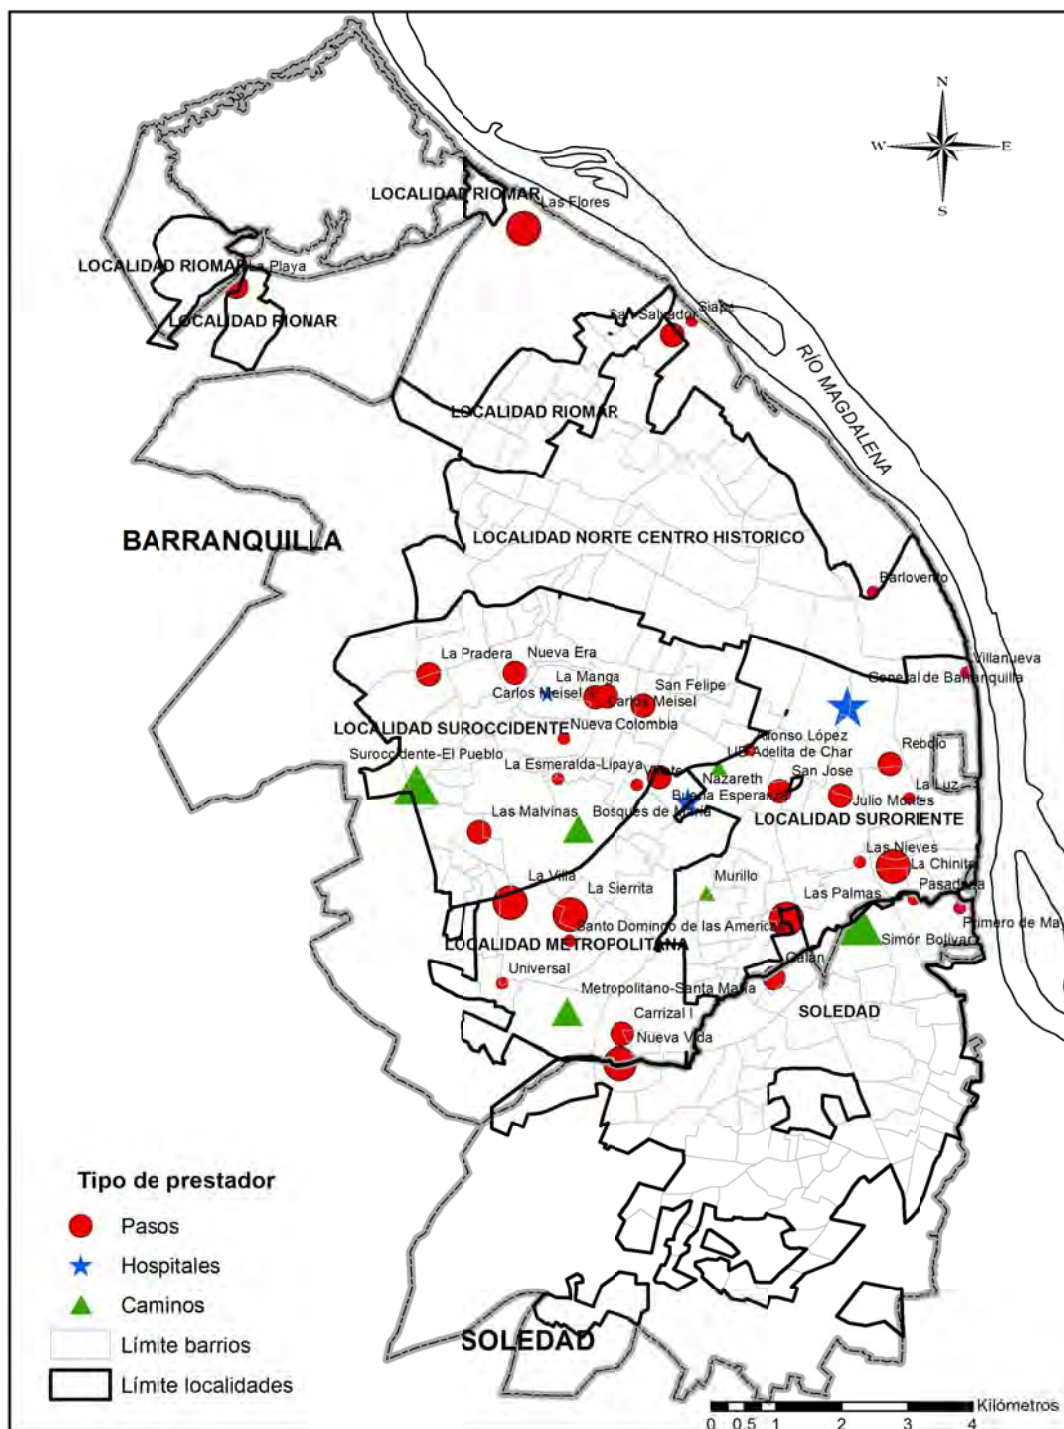 N
W
E
S
LOCALIDAD RIOMAR
Las Flores
LOCALIDAD RIOMAR
La Playa
LOCALIDAD RIOMAR
Siape
San Salvador
RÍO MAGDALENA
LOCALIDAD RIOMAR
BARRANQUILLA
LOCALIDAD NORTE CENTRO HISTORICO
Barlovento
Villanueva
General de Barranquilla
La Pradera
Nueva Era
La Manga
San Felipe
Carlos Meisel
Carlos Meisel
LOCALIDAD SUROCCIDENTE
Nueva Colombia
Alfonso López
Rebolo
Suroccidente-El Pueblo
UD Adelita de Char
La Esmeralda-Lipaya
San Jose
Nazareth
La Luz
Buena Esperanza
Julio Montes
Las Malvinas
Bosques de María
LOCALIDAD SURORIENTE
Las Nieves
La Chinita
La Villa
La Sierrita
Murillo
Las Palmas
Pasadena
Santo Domingo de las Americas
Primero de May
LOCALIDAD METROPOLITANA
Simón Bolívar
Galán
Universal
Metropolitano-Santa María
SOLEDAD
Carrizal I
Nueva Vida
Tipo de prestador
Pasos
Hospitales
Caminos
Límite barrios
Límite localidades
SOLEDAD
Kilómetros
0 0.5 1 2 3 4